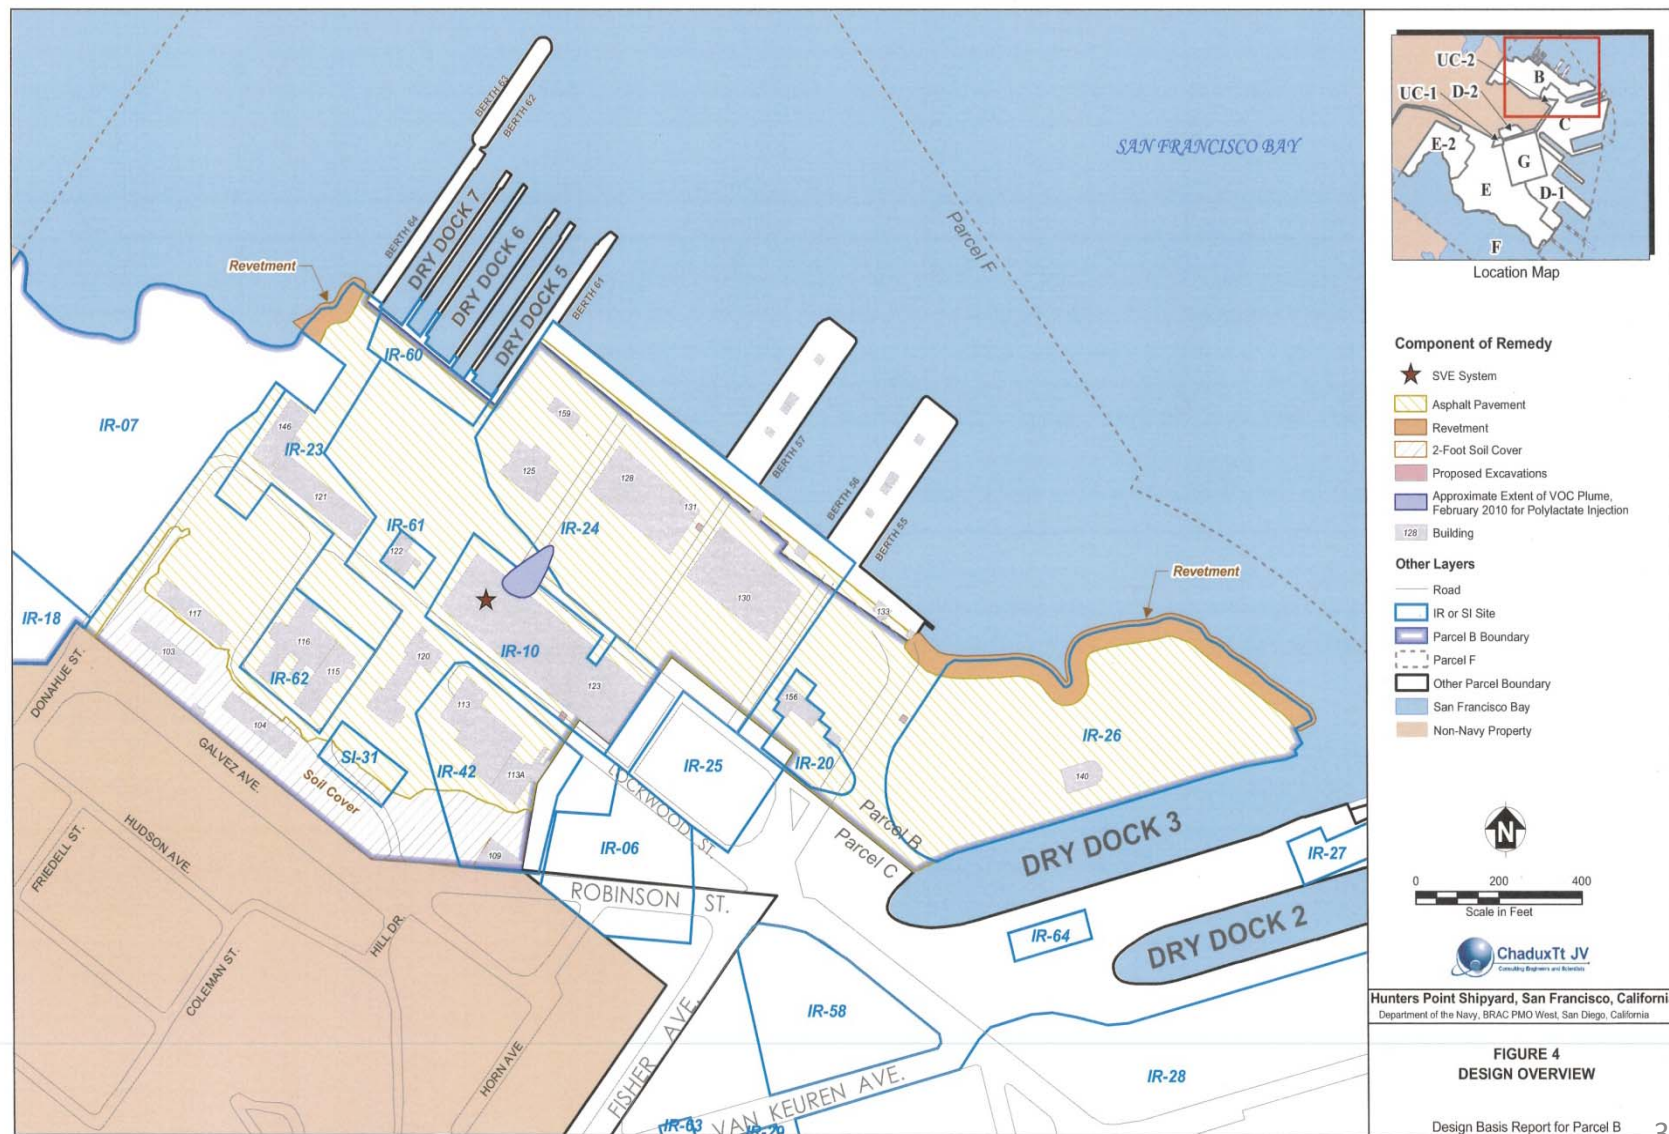 BERTH 63
BERTH 62
BERTH 64
DRY DOCK 7
DRY DOCK 6
DRY DOCK 5
BERTH 61
SAN FRANCISCO BAY
Parcel F
Revetment
IR-60
IR-07
146
IR-23
121
159
125
128
131
BERTH 57
BERTH 56
BERTH 55
IR-24
IR-61
122
130
133
Revetment
IR-18
117
103
116
115
IR-62
120
IR-10
123
113
104
SI-31
IR-42
113A
109
Soil Cover
156
IR-20
IR-25
IR-26
140
IR-06
Parcel B
Parcel C
DRY DOCK 3
DRY DOCK 2
IR-27
IR-64
IR-58
IR-28
IR-63
IR-29
DONAHUE ST.
GALVEZ AVE.
HUDSON AVE.
FRIEDELL ST.
COLEMAN ST.
HILL DR.
HORN AVE
LOCKWOOD ST.
ROBINSON ST.
FISHER AVE.
VAN KEUREN AVE.
UC-2
B
UC-1
D-2
C
E-2
G
E
D-1
F
Location Map
Component of Remedy
SVE System
Asphalt Pavement
Revetment
2-Foot Soil Cover
Proposed Excavations
Approximate Extent of VOC Plume,
February 2010 for Polylactate Injection
128 Building
Other Layers
Road
IR or SI Site
Parcel B Boundary
Parcel F
Other Parcel Boundary
San Francisco Bay
Non-Navy Property
N
0 200 400
Scale in Feet
ChaduxTt JV
Consulting Engineers and Scientists
Hunters Point Shipyard, San Francisco, California
Department of the Navy, BRAC PMO West, San Diego, California
FIGURE 4
DESIGN OVERVIEW
Design Basis Report for Parcel B
3